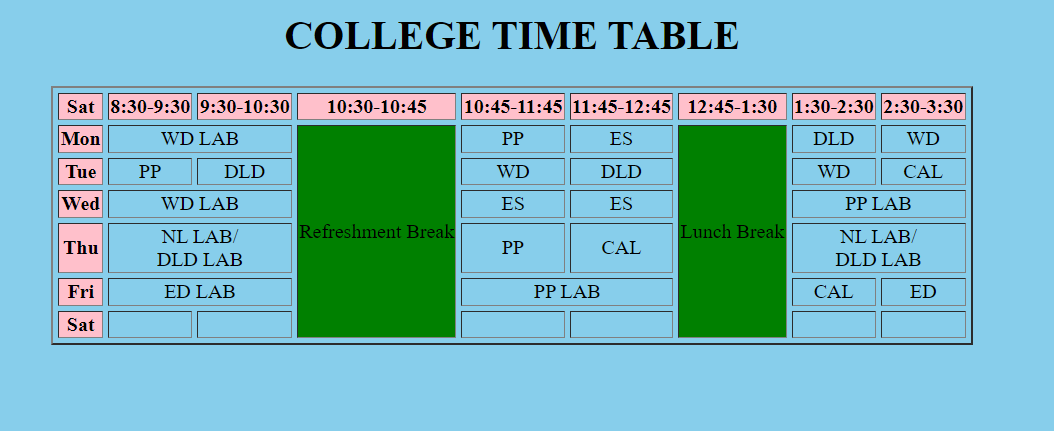 COLLEGE TIME TABLE
Sat 8:30-9:30 9:30-10:30 10:30-10:45 10:45-11:45 11:45-12:45 12:45-1:30 1:30-2:30 2:30-3:30
Mon WD LAB PP ES DLD WD
Tue PP DLD WD DLD WD CAL
Wed WD LAB ES ES PP LAB
Refreshment Break Lunch Break
Thu NL LAB/ DLD LAB PP CAL NL LAB/ DLD LAB
Fri ED LAB PP LAB CAL ED
Sat